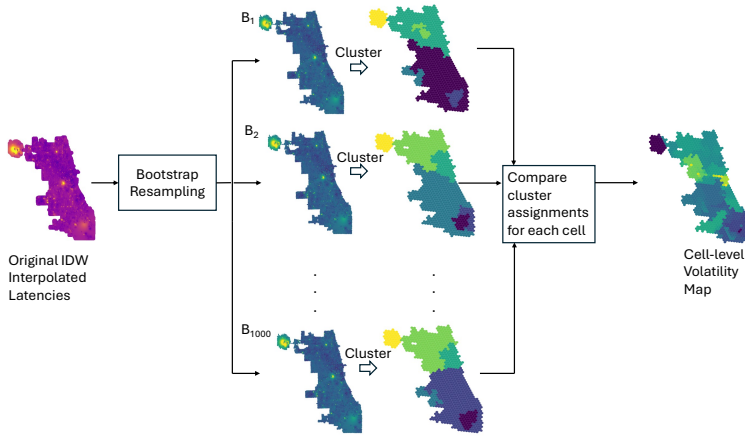 B1
Cluster
B2
Cluster
Bootstrap
Resampling
Compare
cluster
assignments
for each cell
Original IDW
Interpolated
Latencies
Cell-level
Volatility
Map
. . .
. . .
B1000
Cluster